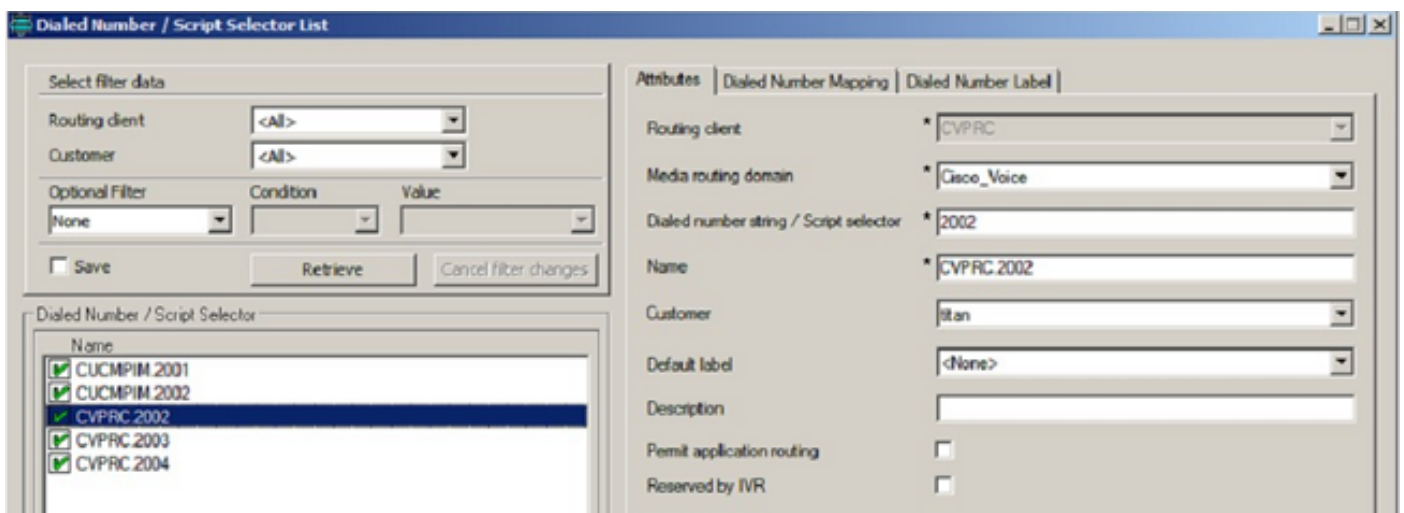 Dialed Number / Script Selector List
Select filter data
Routing client
<All>
Customer
<All>
Optional Filter
Condition
Value
None
Save
Retrieve
Cancel filter changes
Dialed Number / Script Selector
Name
CUCMPIM.2001
CUCMPIM.2002
CVPRC.2002
CVPRC.2003
CVPRC.2004
Attributes
Dialed Number Mapping
Dialed Number Label
Routing client
* CVPRC
Media routing domain
* Cisco_Voice
Dialed number string / Script selector
* 2002
Name
* CVPRC.2002
Customer
titan
Default label
<None>
Description
Permit application routing
Reserved by IVR